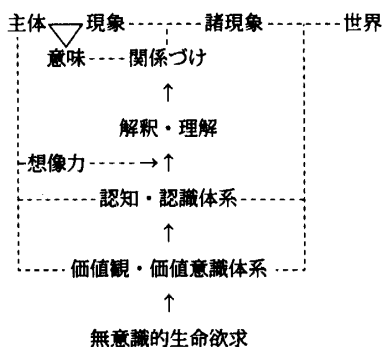 主体 現象 諸現象 世界
意味 関係づけ
↑
解釈・理解
想像力 → ↑
認知・認識体系
↑
価値観・価値意識体系
↑
無意識的生命欲求